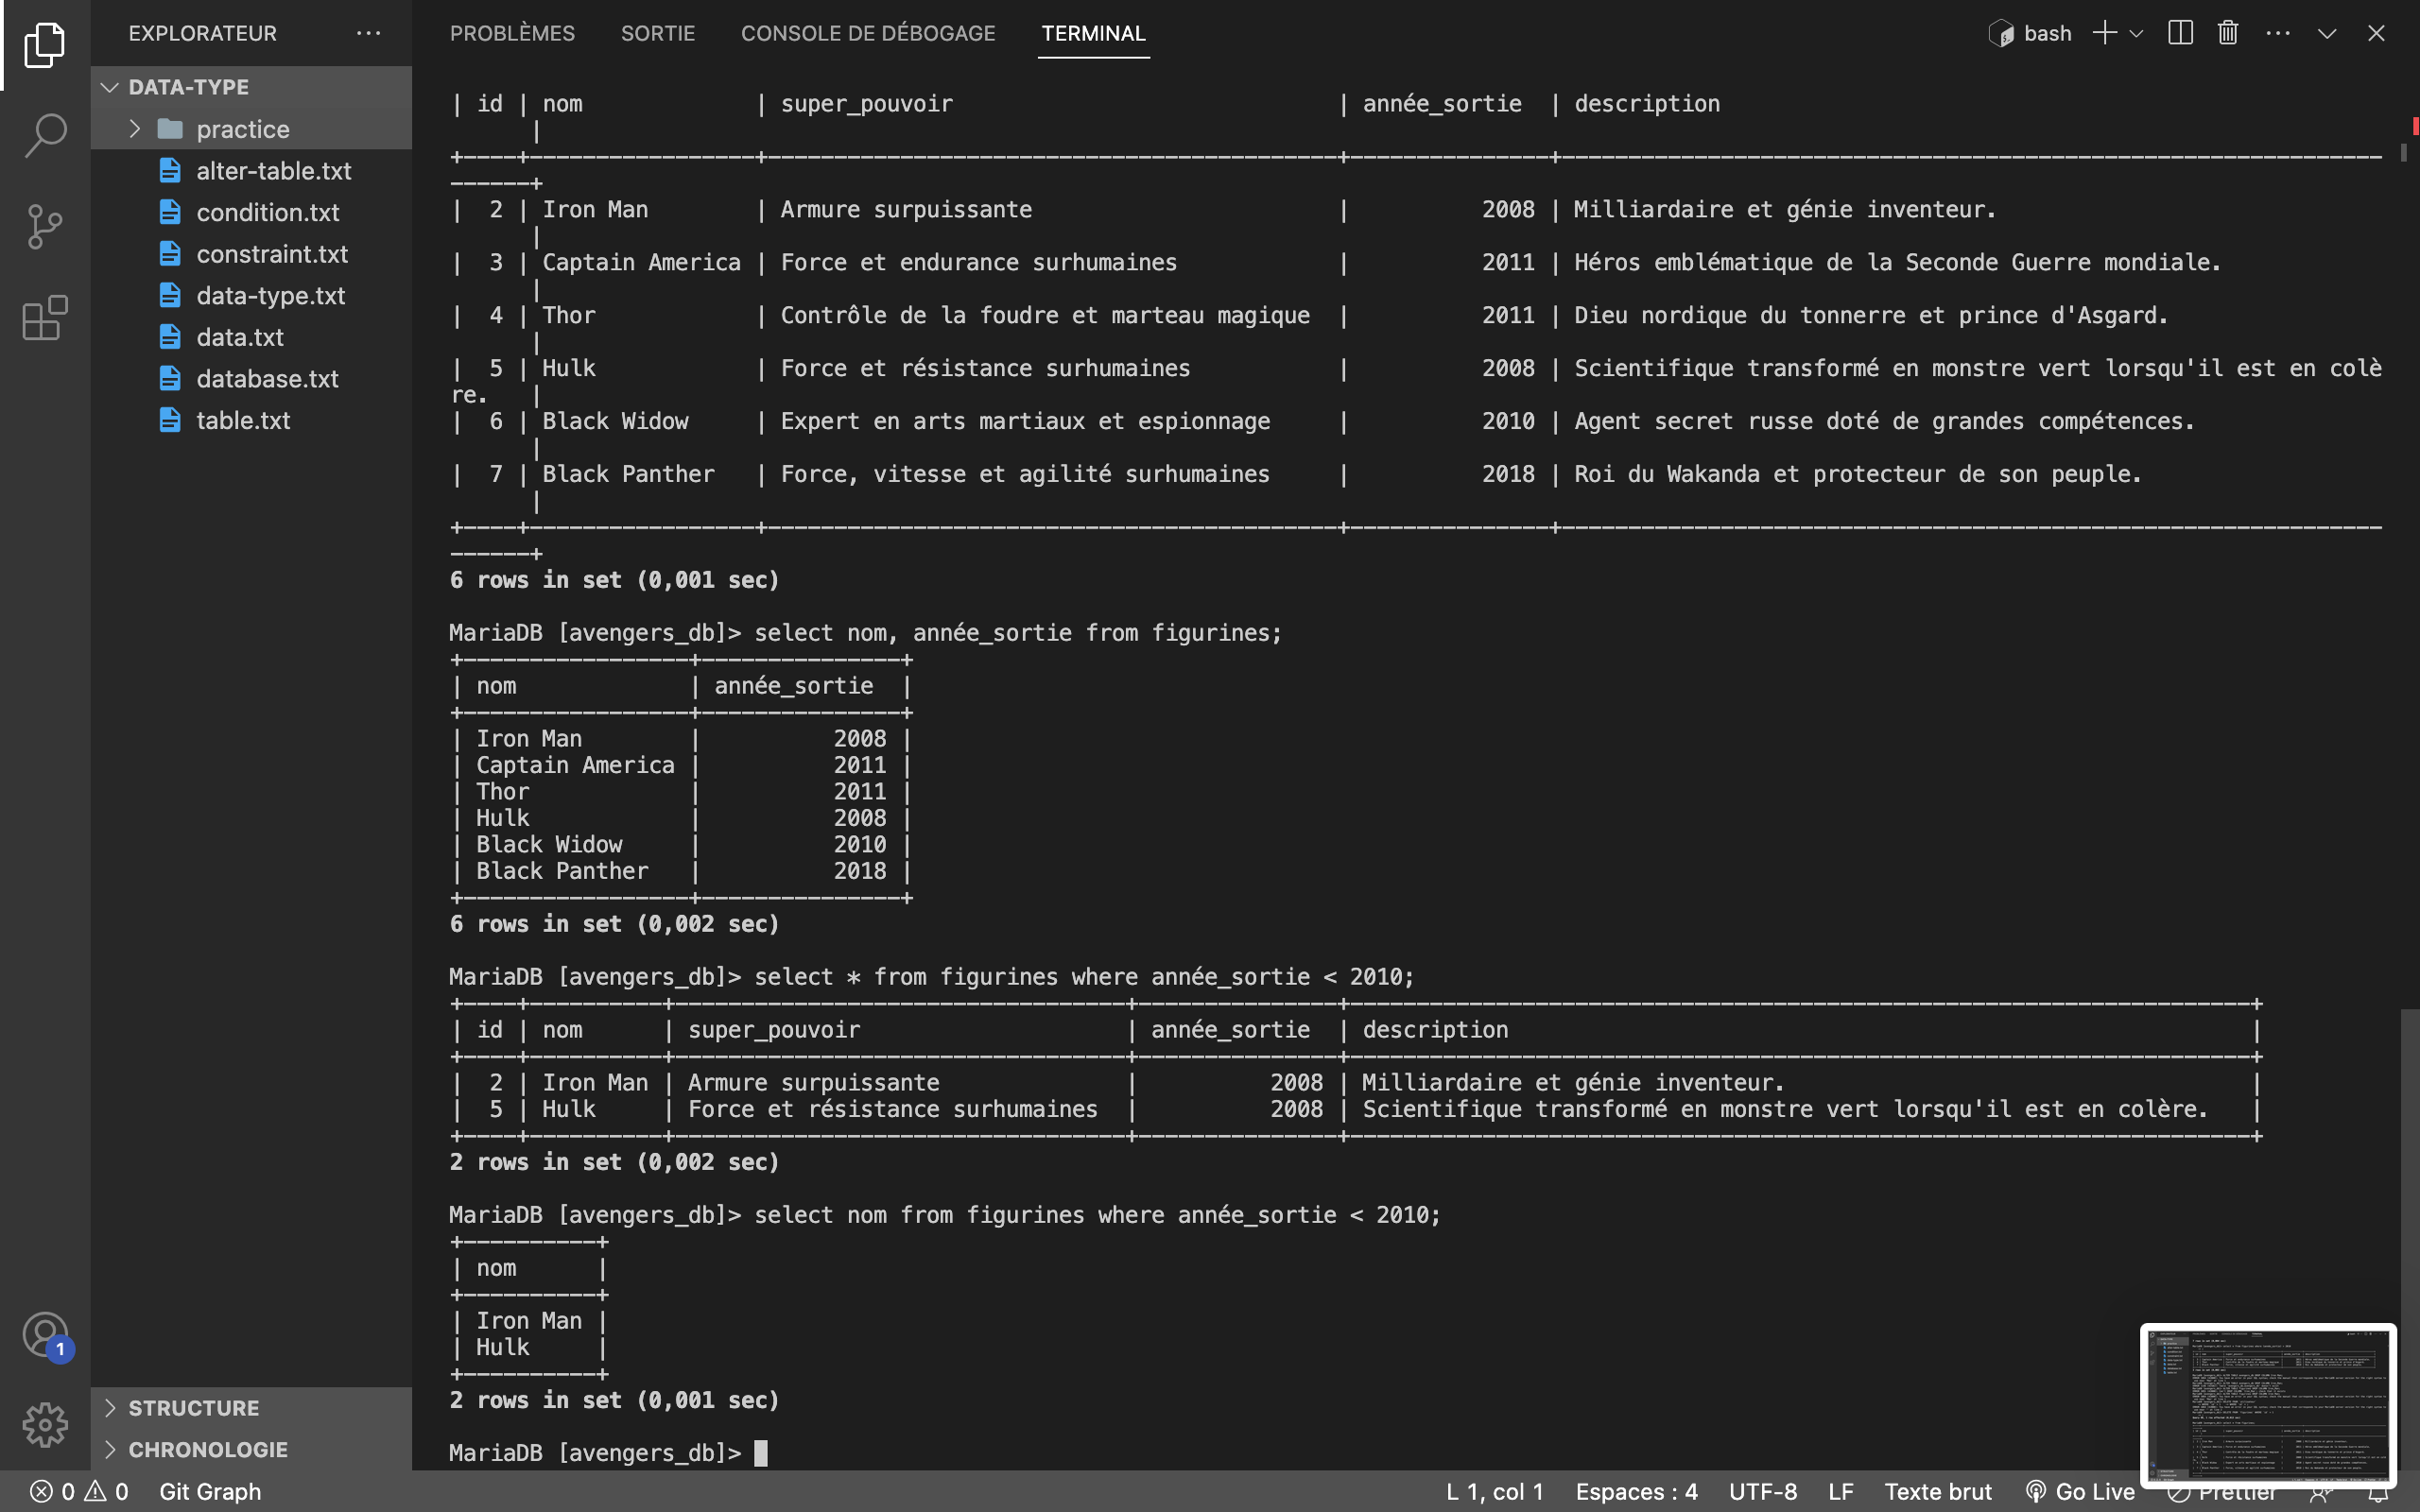 EXPLORATEUR
DATA-TYPE
practice
alter-table.txt
condition.txt
constraint.txt
data-type.txt
data.txt
database.txt
table.txt
STRUCTURE
CHRONOLOGIE
1
PROBLÈMES SORTIE CONSOLE DE DÉBOGAGE TERMINAL
bash
| id | nom | super_pouvoir | année_sortie | description
|
+----+-----------------+-------------------------------------------+---------------+--------------------------------------------------------------
------+
| 2 | Iron Man | Armure surpuissante | 2008 | Milliardaire et génie inventeur.
|
| 3 | Captain America | Force et endurance surhumaines | 2011 | Héros emblématique de la Seconde Guerre mondiale.
|
| 4 | Thor | Contrôle de la foudre et marteau magique | 2011 | Dieu nordique du tonnerre et prince d'Asgard.
|
| 5 | Hulk | Force et résistance surhumaines | 2008 | Scientifique transformé en monstre vert lorsqu'il est en colè
re. |
| 6 | Black Widow | Expert en arts martiaux et espionnage | 2010 | Agent secret russe doté de grandes compétences.
|
| 7 | Black Panther | Force, vitesse et agilité surhumaines | 2018 | Roi du Wakanda et protecteur de son peuple.
|
+----+-----------------+-------------------------------------------+---------------+--------------------------------------------------------------
------+
6 rows in set (0,001 sec)
MariaDB [avengers_db]> select nom, année_sortie from figurines;
+-----------------+---------------+
| nom | année_sortie |
+-----------------+---------------+
| Iron Man | 2008 |
| Captain America | 2011 |
| Thor | 2011 |
| Hulk | 2008 |
| Black Widow | 2010 |
| Black Panther | 2018 |
+-----------------+---------------+
6 rows in set (0,002 sec)
MariaDB [avengers_db]> select * from figurines where année_sortie < 2010;
+----+----------+----------------------------------+---------------+--------------------------------------------------------------------+
| id | nom | super_pouvoir | année_sortie | description |
+----+----------+----------------------------------+---------------+--------------------------------------------------------------------+
| 2 | Iron Man | Armure surpuissante | 2008 | Milliardaire et génie inventeur. |
| 5 | Hulk | Force et résistance surhumaines | 2008 | Scientifique transformé en monstre vert lorsqu'il est en colère. |
+----+----------+----------------------------------+---------------+--------------------------------------------------------------------+
2 rows in set (0,002 sec)
MariaDB [avengers_db]> select nom from figurines where année_sortie < 2010;
+----------+
| nom |
+----------+
| Iron Man |
| Hulk |
+----------+
2 rows in set (0,001 sec)
MariaDB [avengers_db]>
0 0 Git Graph L 1, col 1 Espaces : 4 UTF-8 LF Texte brut Go Live Prettier